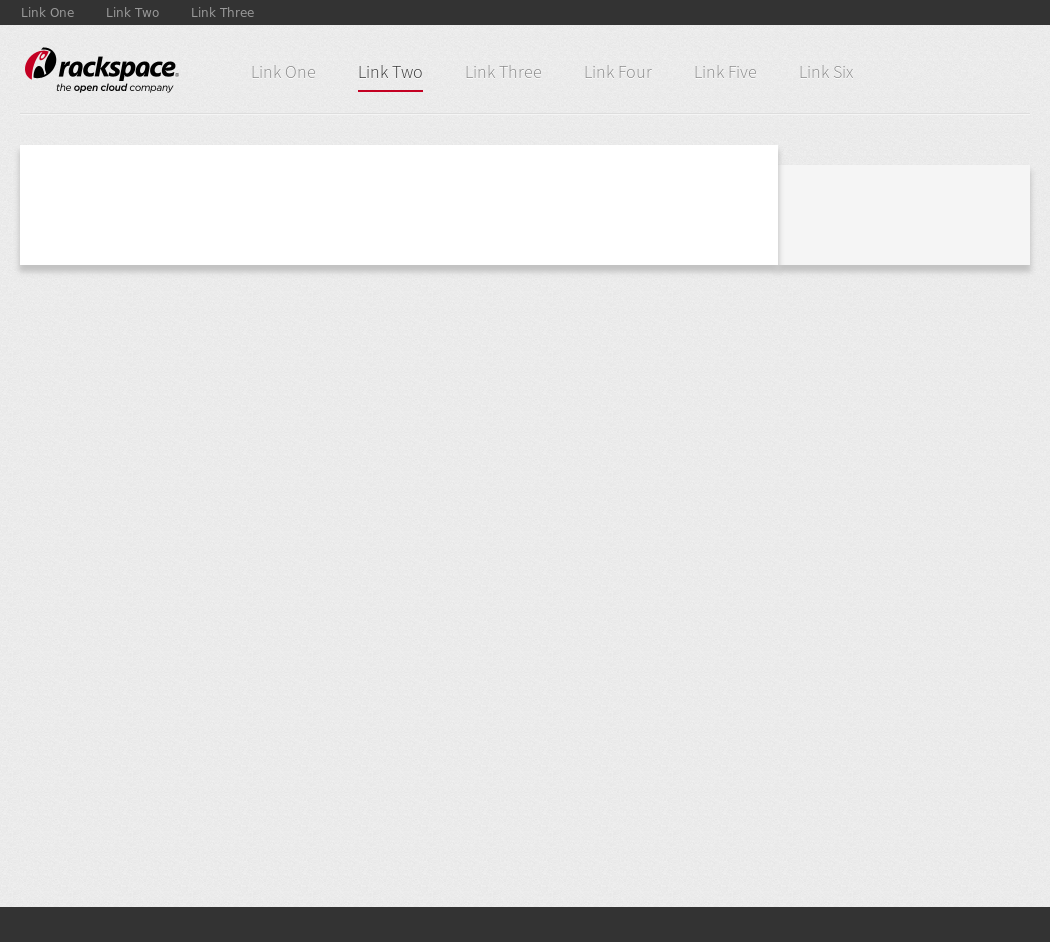 Link One Link Two Link Three
rackspace®
the open cloud company
Link One Link Two Link Three Link Four Link Five Link Six